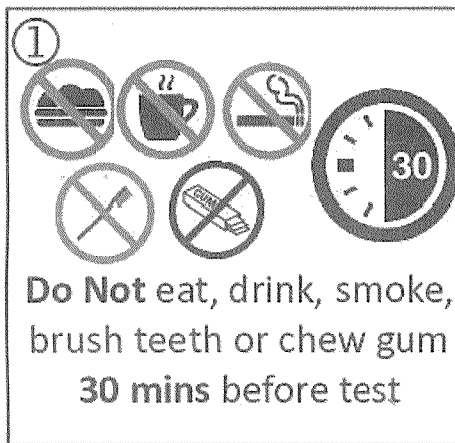 ①
GUM
30
Do Not eat, drink, smoke,
brush teeth or chew gum
30 mins before test